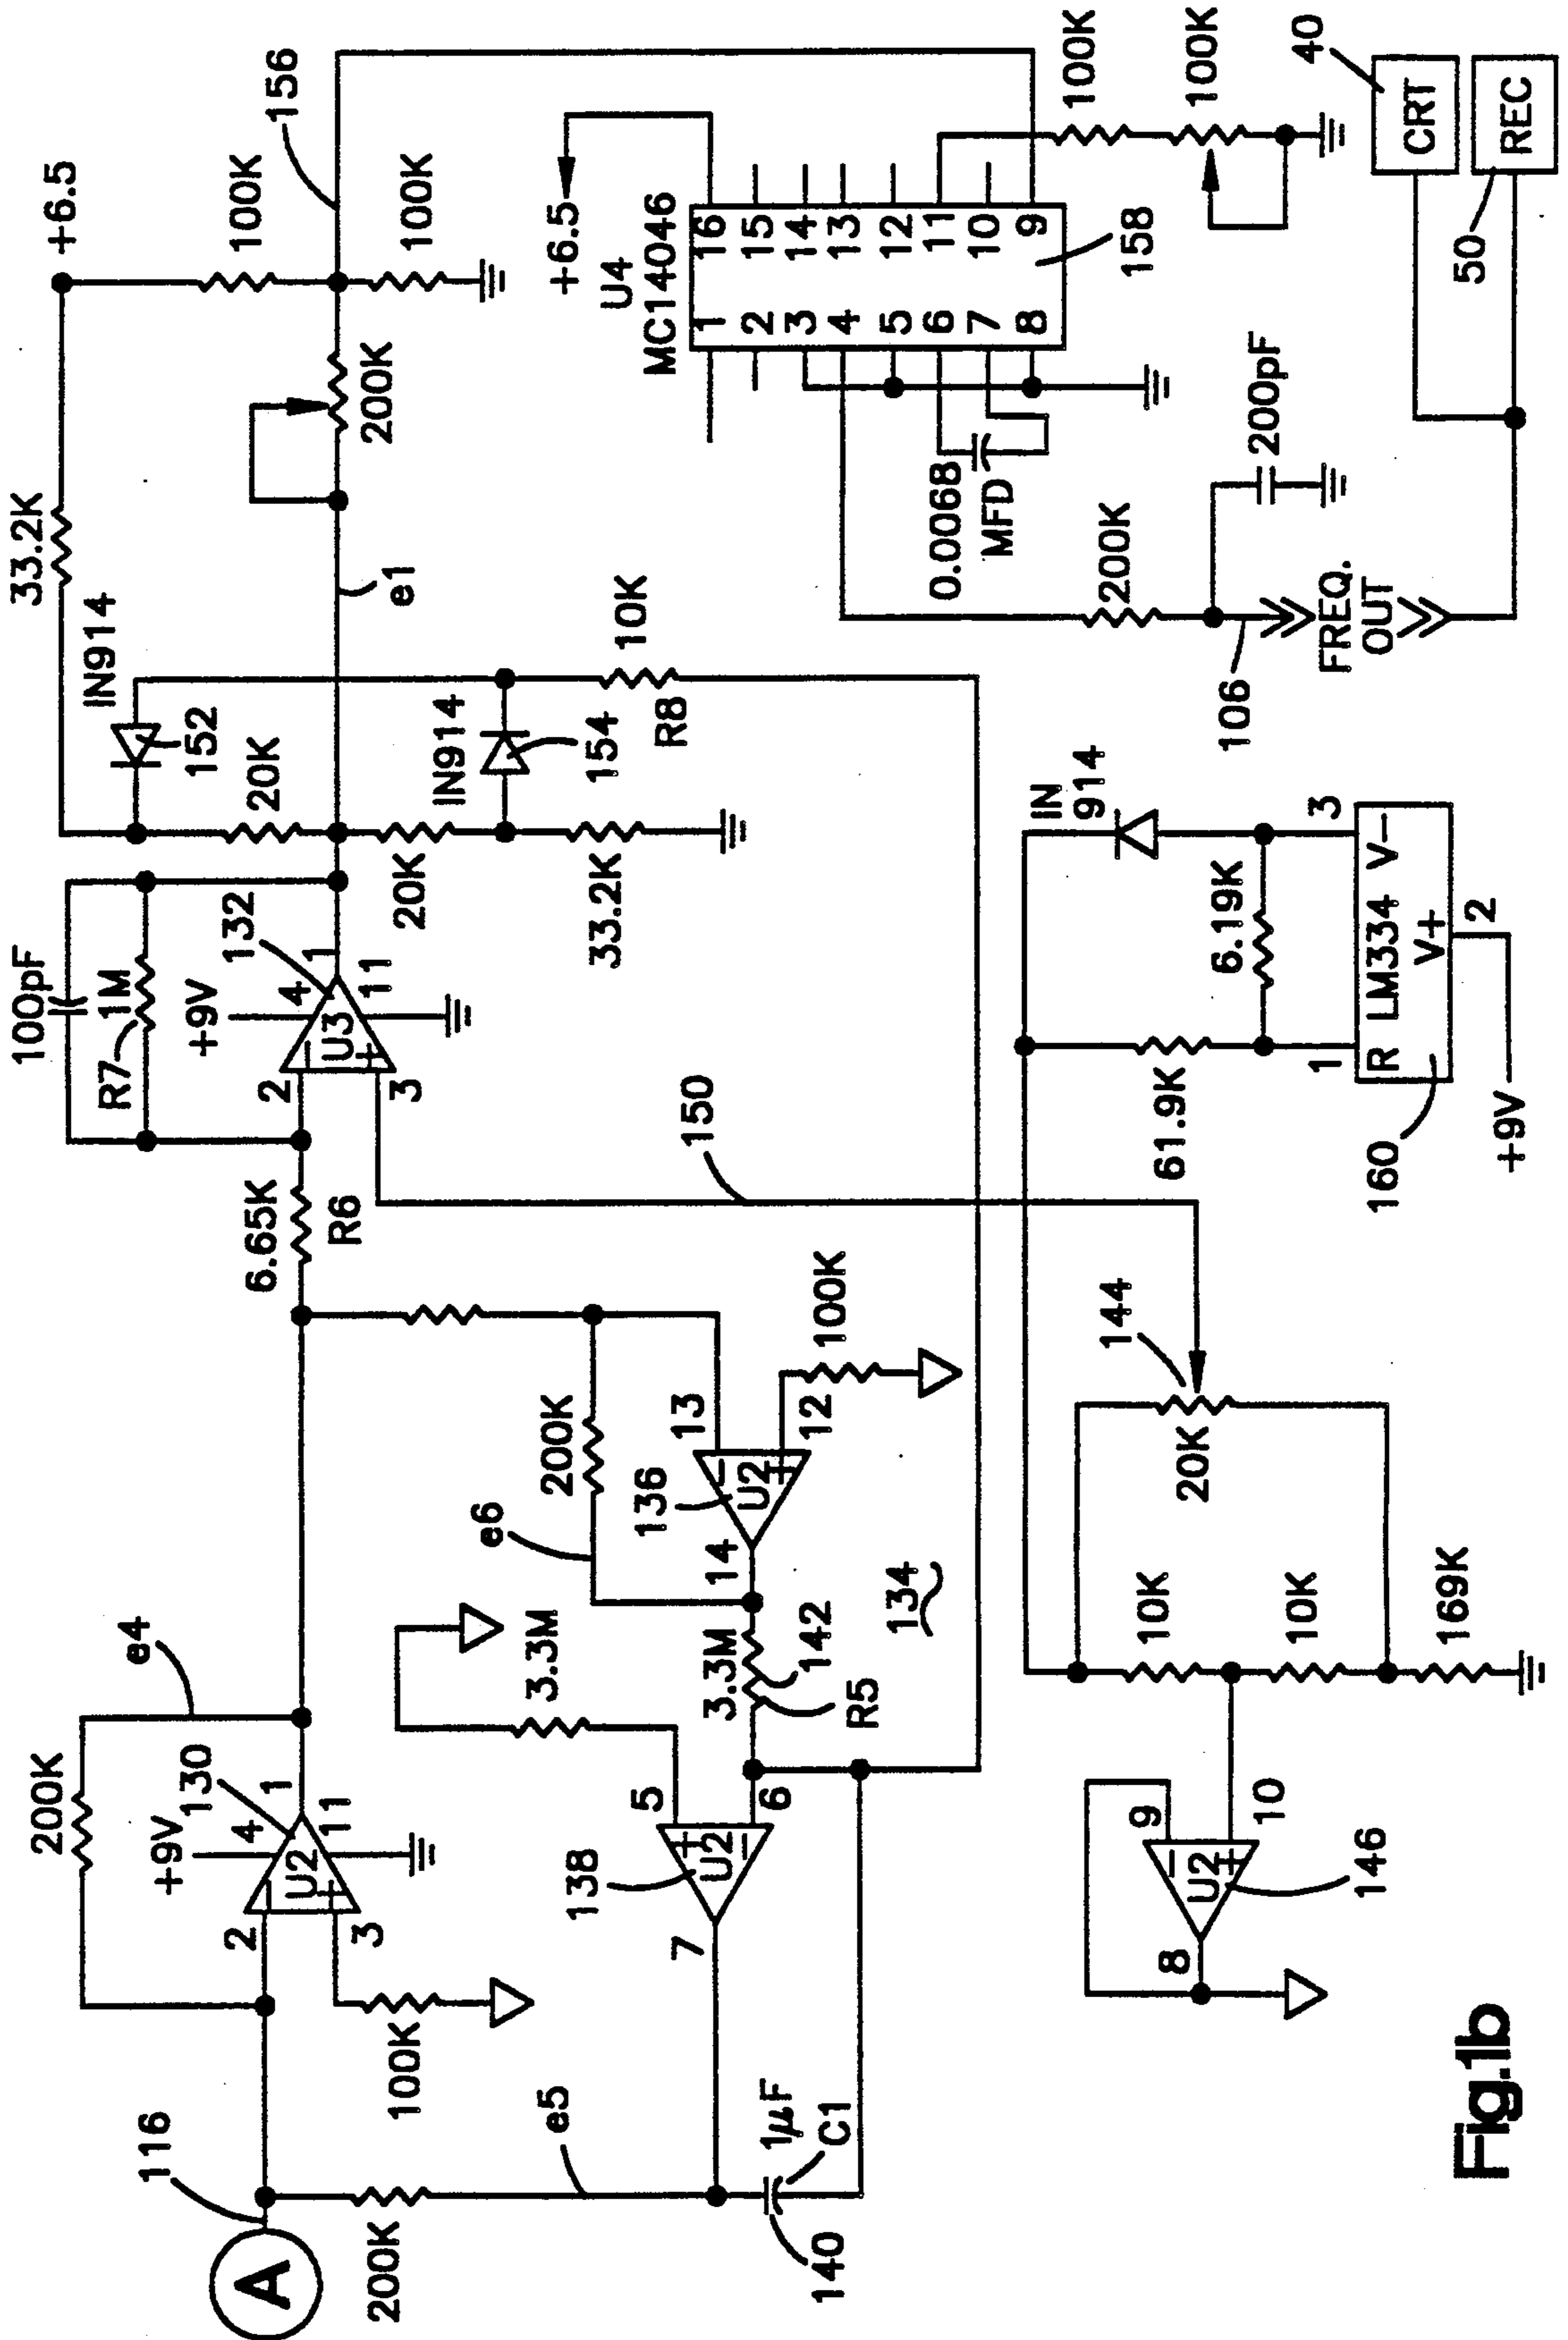 +6.5
33.2K
100K
156
100K
200K
IN914
152
20K
e1
IN914
154
10K
R8
20K
33.2K
100pF
R7
1M
+9V
132
4
1
11
U3
2
3
6.65K
R6
150
+6.5
U4
MC14046
1
2
3
4
5
6
7
8
16
15
14
13
12
11
10
9
158
100K
100K
0.0068
MFD
200K
200pF
106
FREQ.
OUT
CRT
40
REC
50
IN
914
6.19K
61.9K
1
3
R LM334 V-
V+
2
+9V
160
144
20K
10K
10K
169K
9
10
8
U2
146
e4
200K
+9V
130
4
1
11
U2
2
3
100K
116
A
200K
e5
1µF
C1
140
7
138
U2
5
6
3.3M
3.3M
142
R5
134
e6
200K
136
U2
13
12
14
100K
Fig.1b